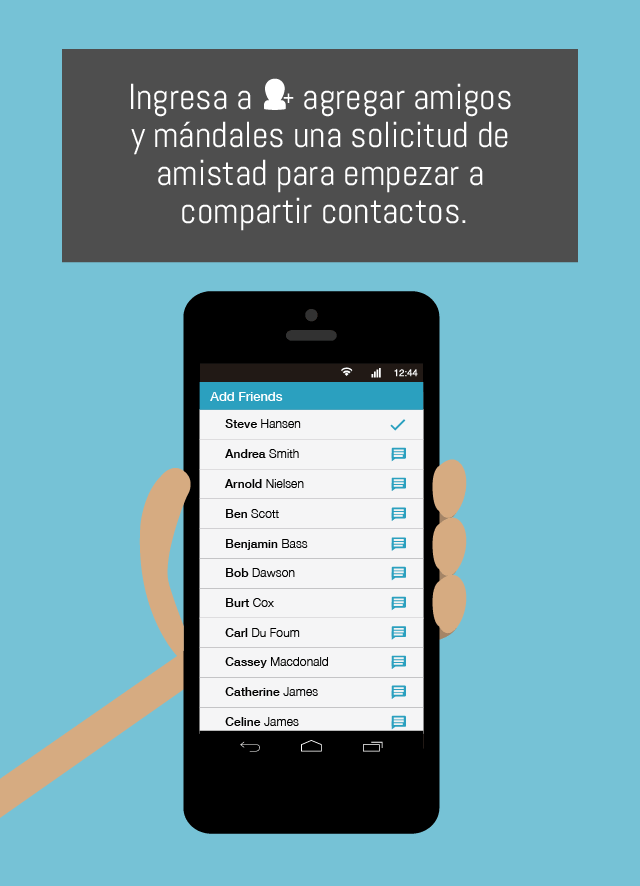 Ingresa a agregar amigos
y mándales una solicitud de
amistad para empezar a
compartir contactos.
12:44
Add Friends
Steve Hansen
Andrea Smith
Arnold Nielsen
Ben Scott
Benjamin Bass
Bob Dawson
Burt Cox
Carl Du Foum
Cassey Macdonald
Catherine James
Celine James